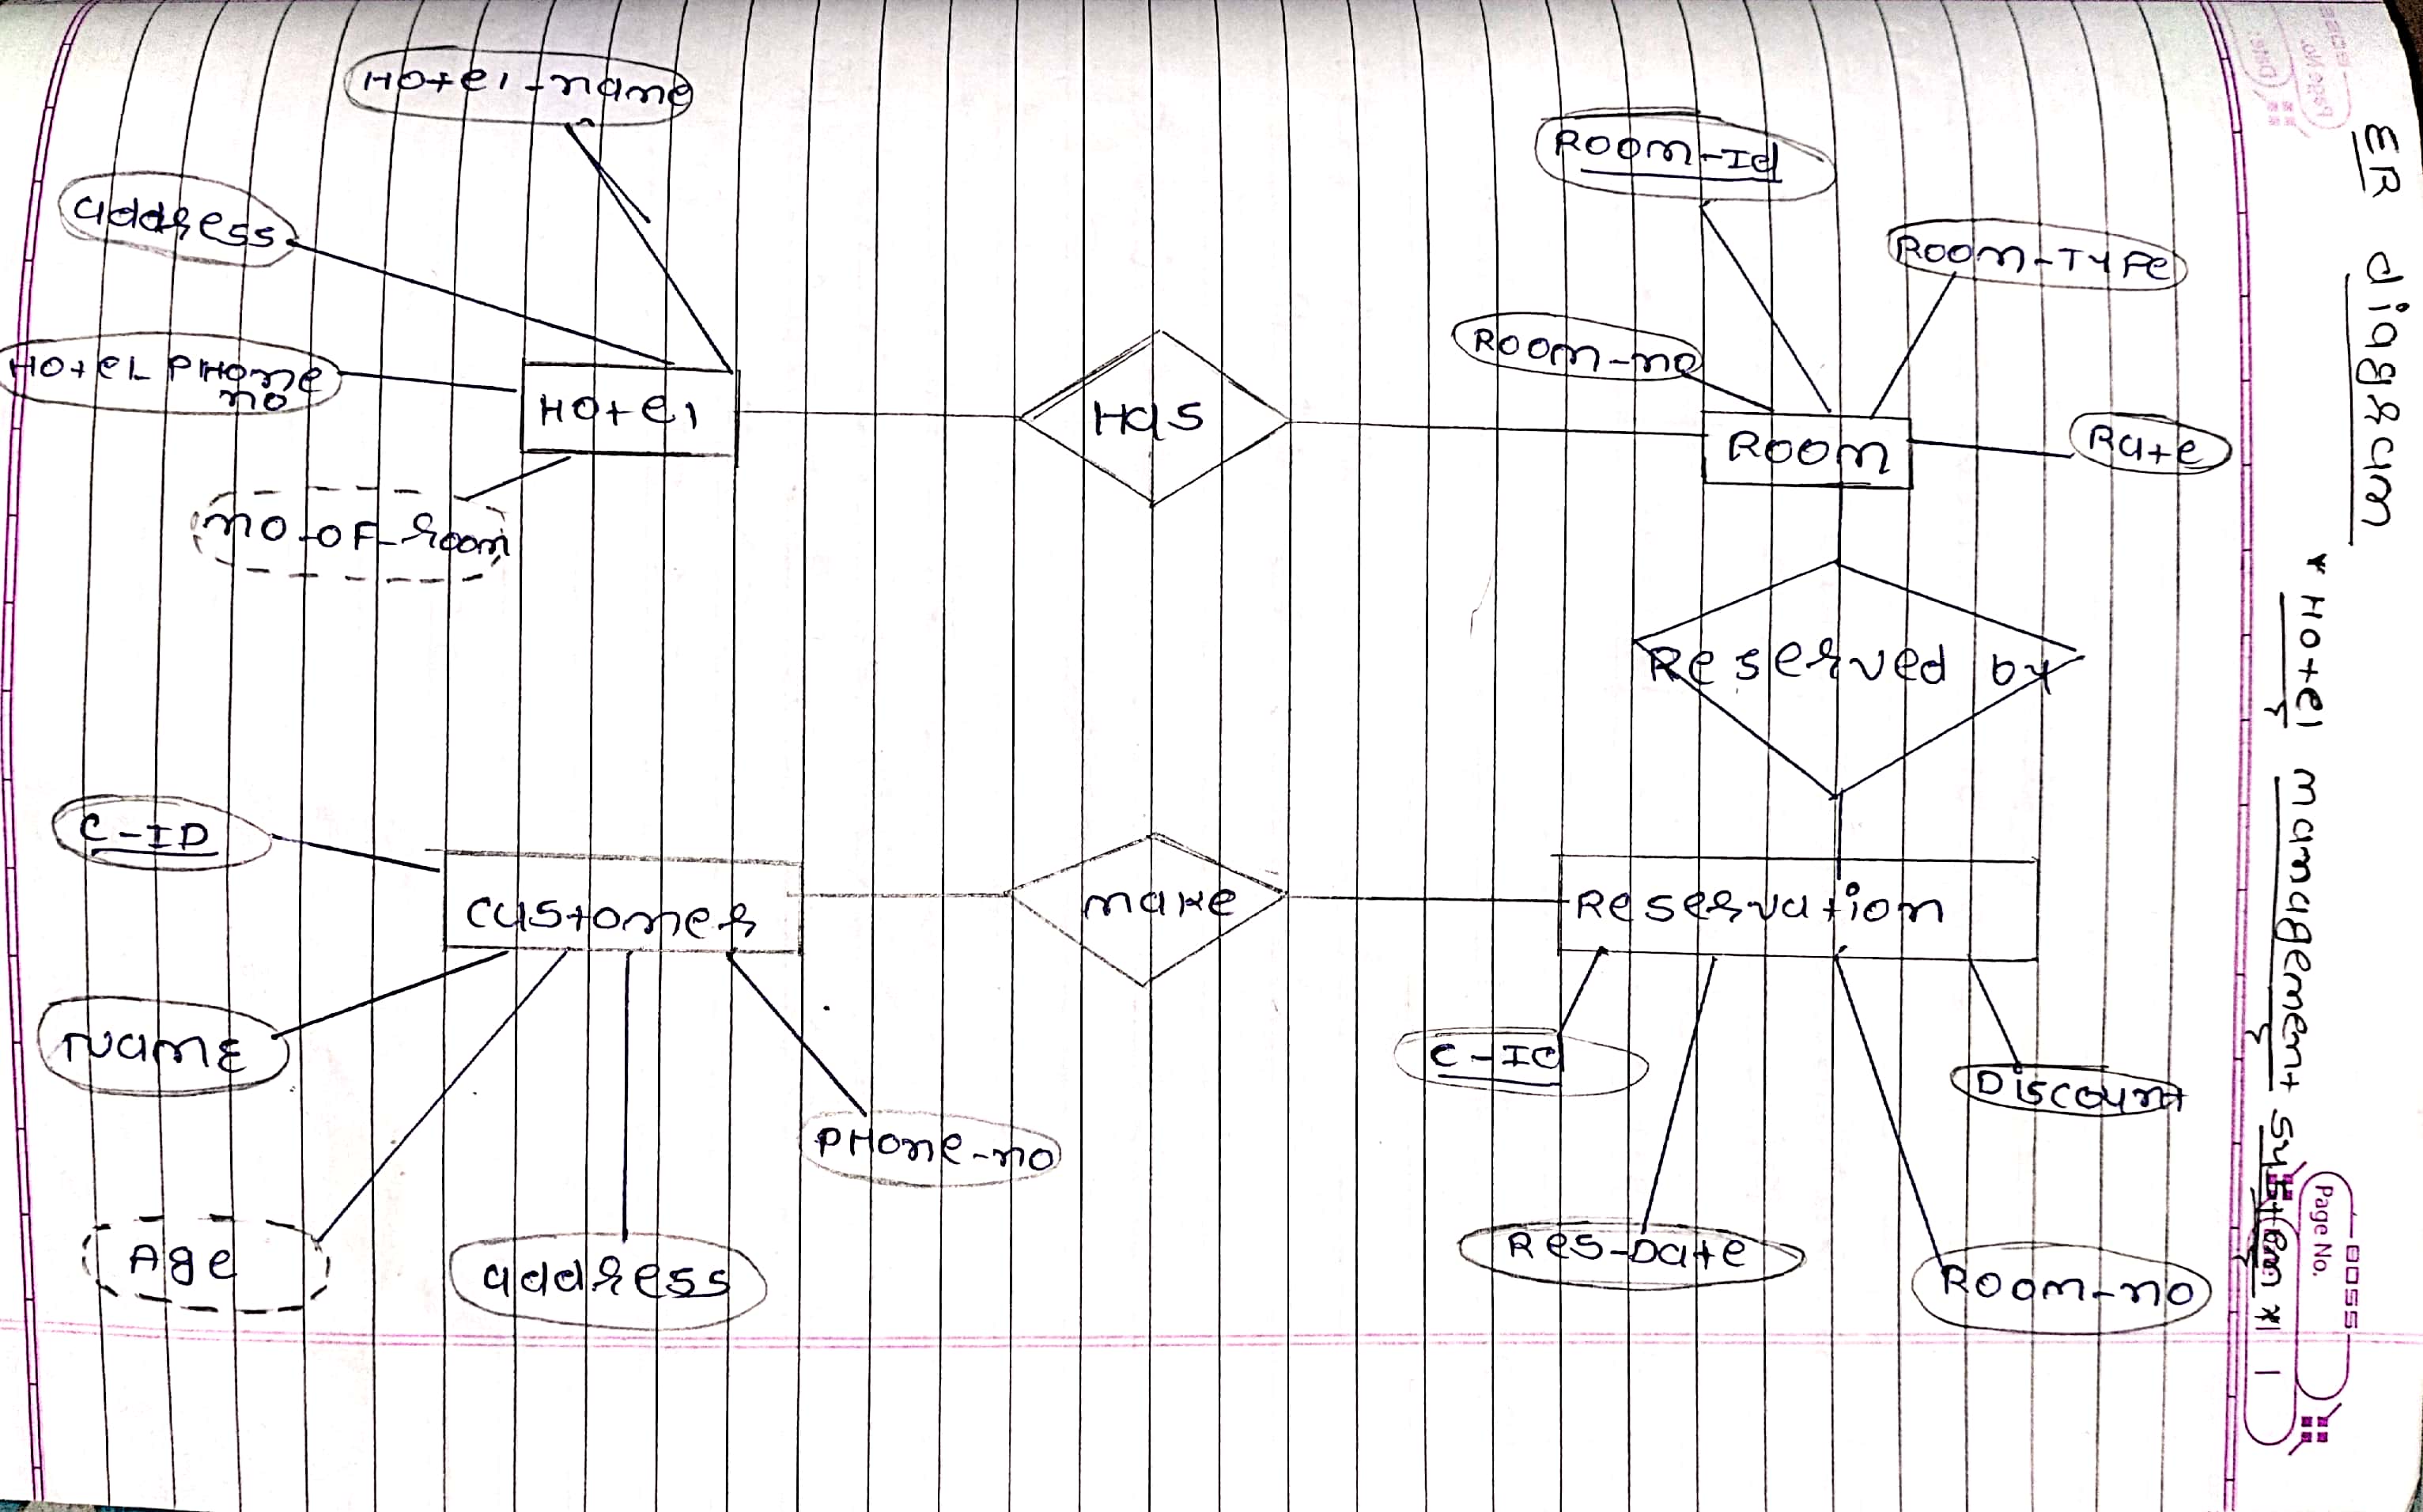 ER diagram
* Hotel management system *
BOSS
Page No.
Hotel-name
address
Hotel Phone
no
Hotel
no-of-room
Has
Room-Id
Room-Type
Room-no
Room
Rate
Reserved by
C-ID
Customer
make
Reservation
Name
Age
address
Phone-no
C-Id
Res-Date
Room-no
Discount